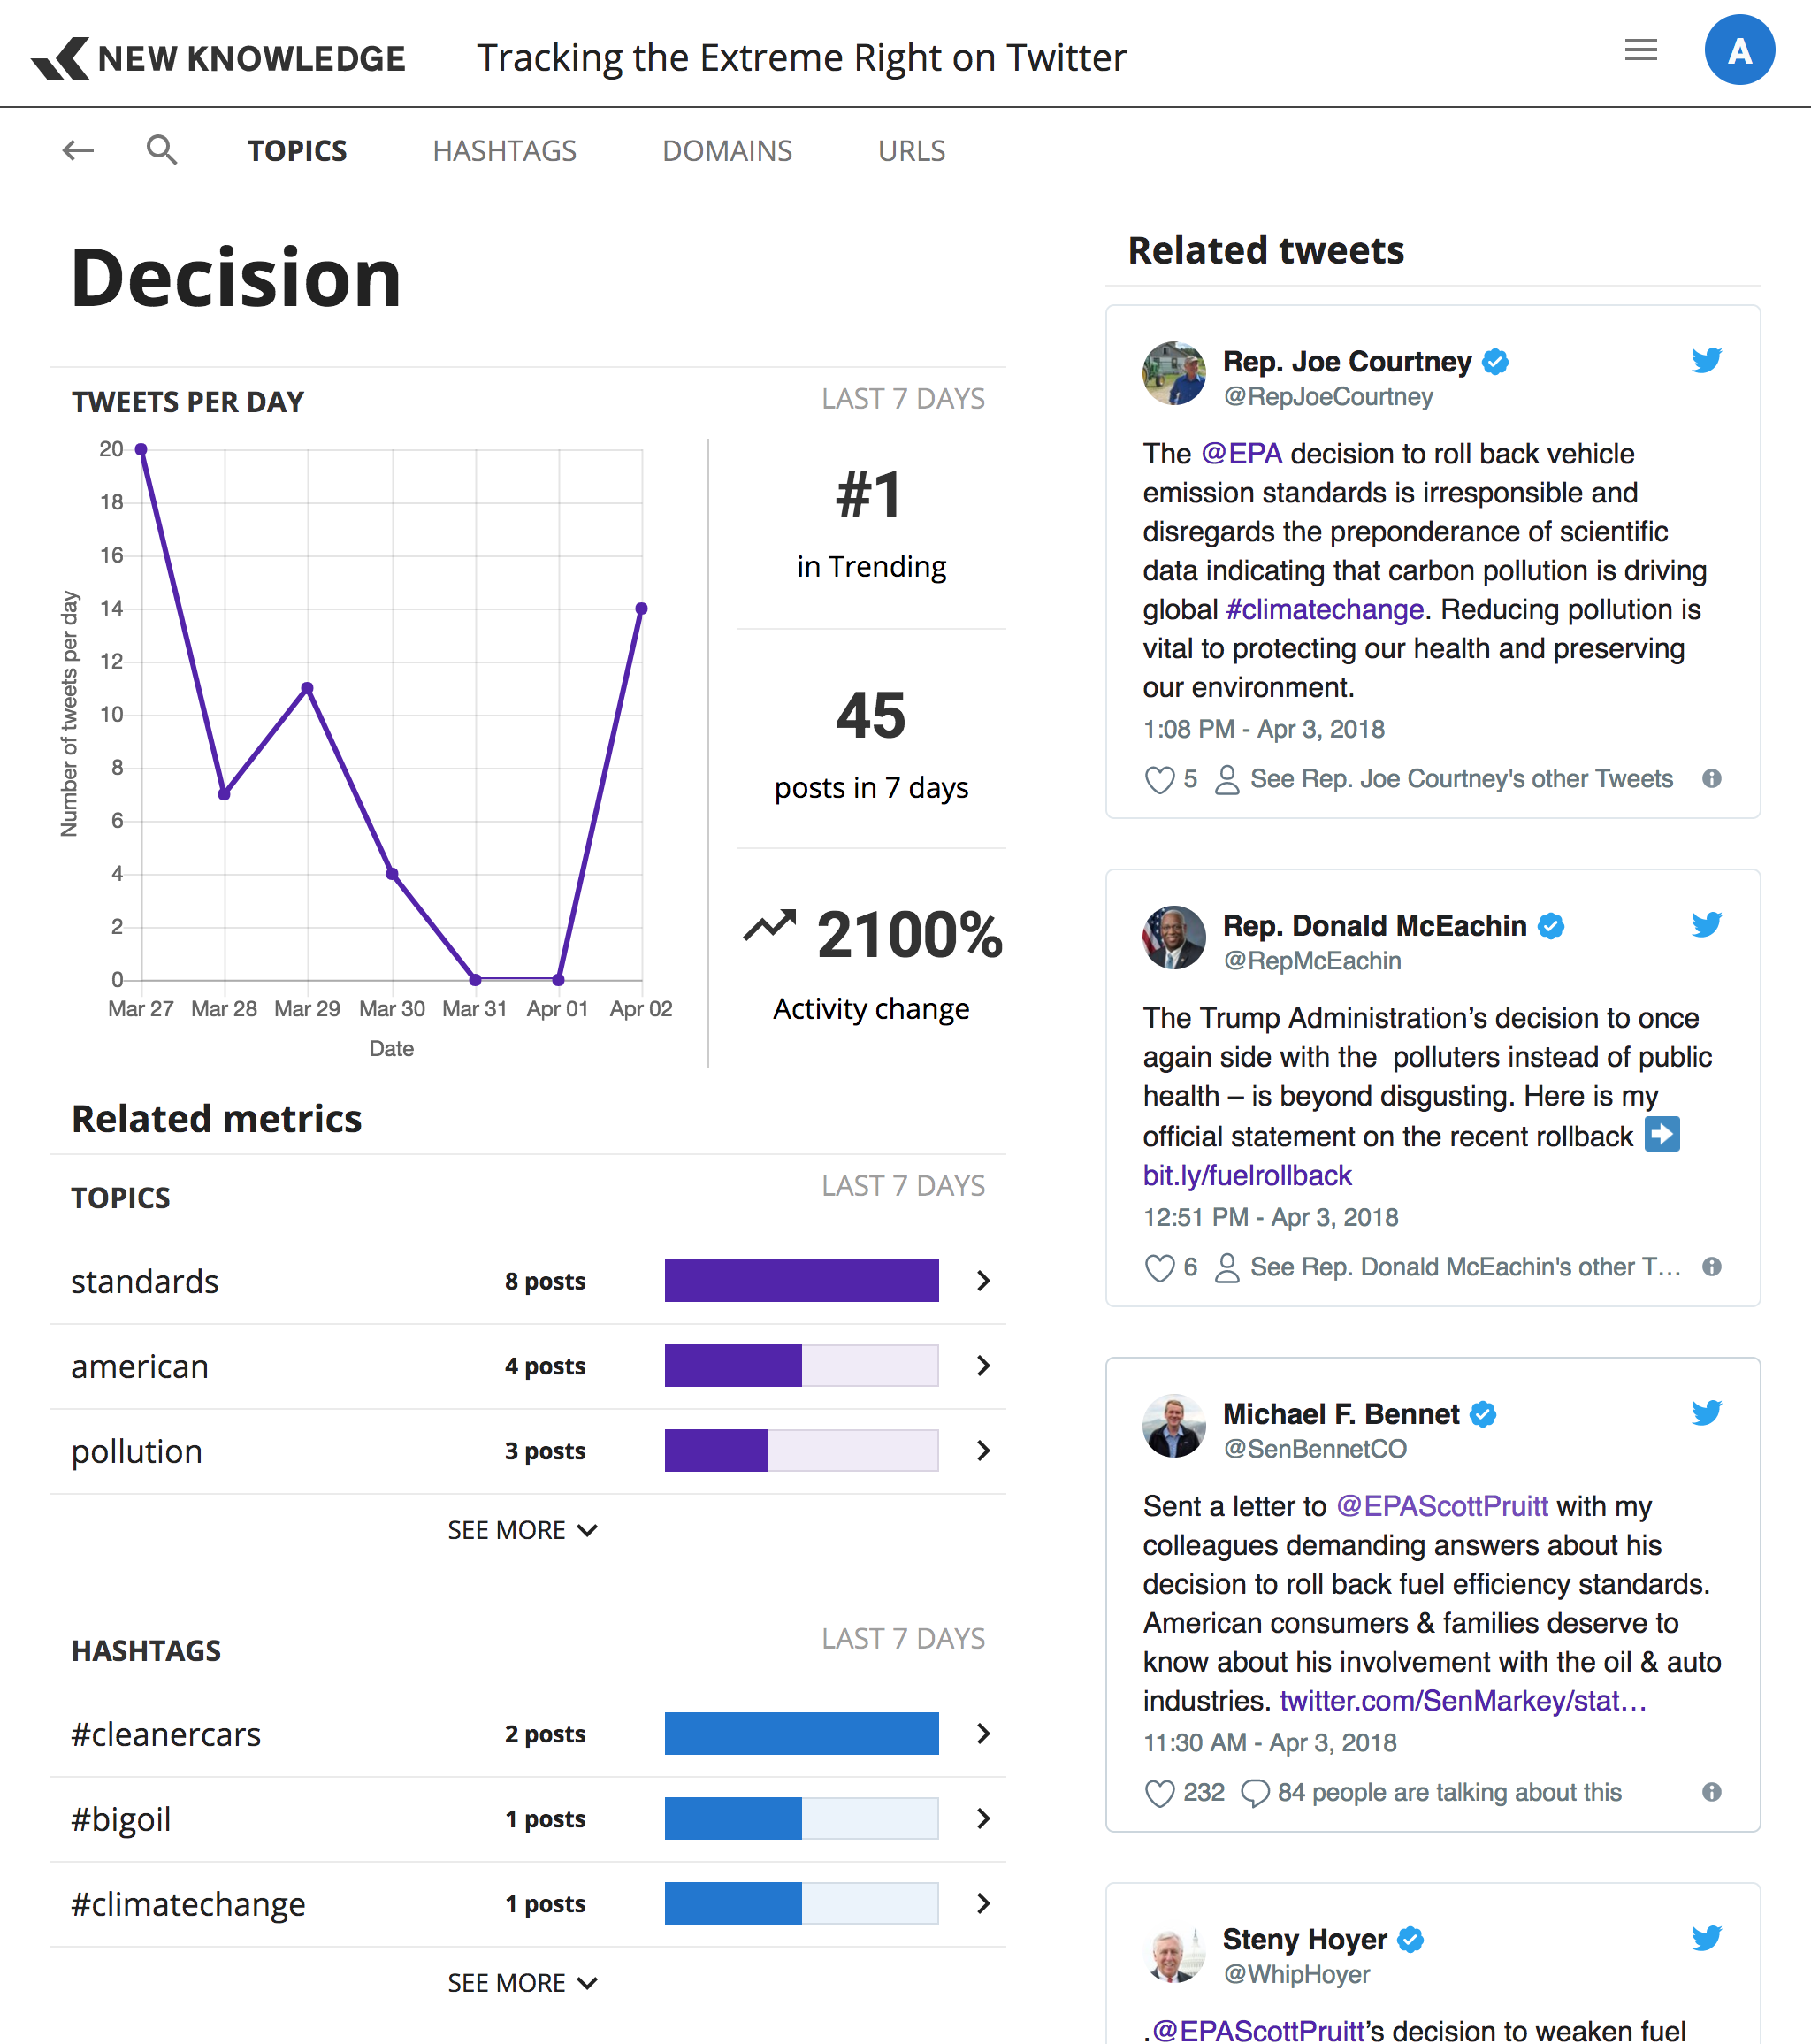 NEW KNOWLEDGE
Tracking the Extreme Right on Twitter
A
TOPICS
HASHTAGS
DOMAINS
URLS
Decision
TWEETS PER DAY
LAST 7 DAYS
Number of tweets per day
20
18
16
14
12
10
8
6
4
2
0
Mar 27
Mar 28
Mar 29
Mar 30
Mar 31
Apr 01
Apr 02
Date
#1
in Trending
45
posts in 7 days
2100%
Activity change
Related metrics
TOPICS
LAST 7 DAYS
standards 8 posts
american 4 posts
pollution 3 posts
SEE MORE
HASHTAGS
LAST 7 DAYS
#cleanercars 2 posts
#bigoil 1 posts
#climatechange 1 posts
SEE MORE
Related tweets
Rep. Joe Courtney
@RepJoeCourtney
The @EPA decision to roll back vehicle
emission standards is irresponsible and
disregards the preponderance of scientific
data indicating that carbon pollution is driving
global #climatechange. Reducing pollution is
vital to protecting our health and preserving
our environment.
1:08 PM - Apr 3, 2018
5 See Rep. Joe Courtney's other Tweets
Rep. Donald McEachin
@RepMcEachin
The Trump Administration’s decision to once
again side with the  polluters instead of public
health – is beyond disgusting. Here is my
official statement on the recent rollback ➡
bit.ly/fuelrollback
12:51 PM - Apr 3, 2018
6 See Rep. Donald McEachin's other T…
Michael F. Bennet
@SenBennetCO
Sent a letter to @EPAScottPruitt with my
colleagues demanding answers about his
decision to roll back fuel efficiency standards.
American consumers & families deserve to
know about his involvement with the oil & auto
industries. twitter.com/SenMarkey/stat…
11:30 AM - Apr 3, 2018
232 84 people are talking about this
Steny Hoyer
@WhipHoyer
.@EPAScottPruitt’s decision to weaken fuel